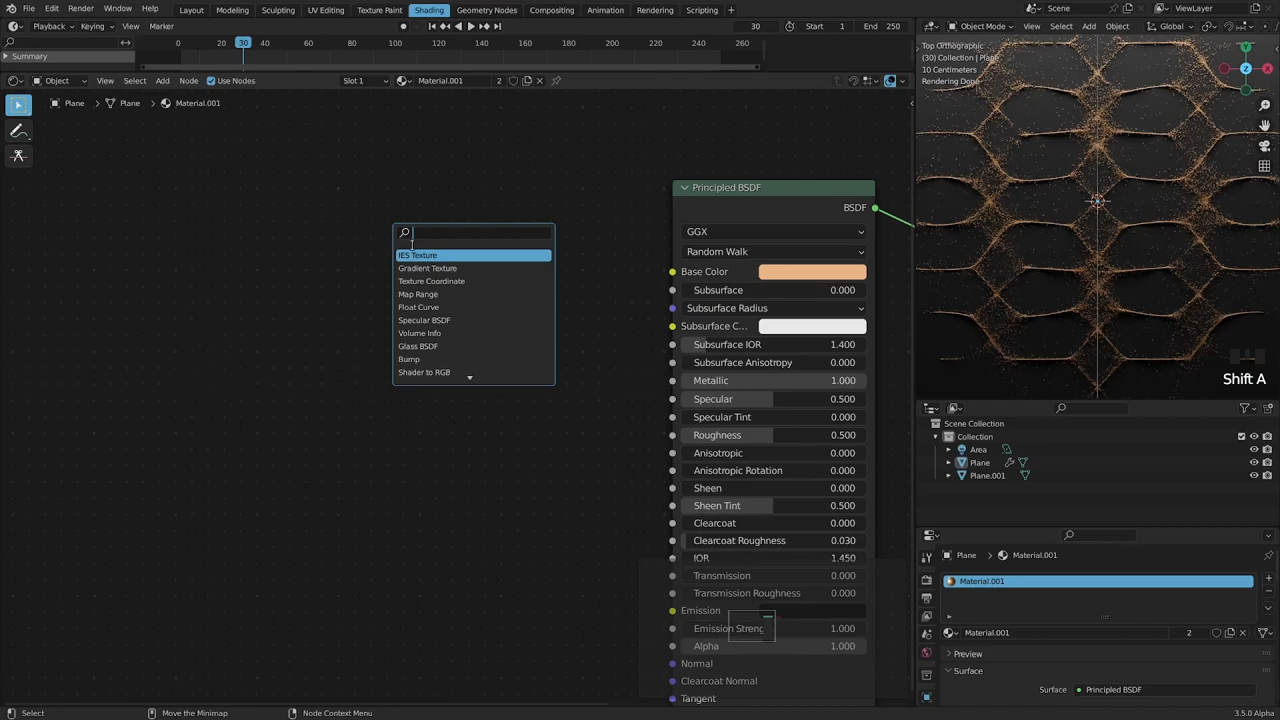 File Edit Render Window Help Layout Modeling Sculpting UV Editing Texture Paint Shading Geometry Nodes Compositing Animation Rendering Scripting + Scene ViewLayer
Playback Keying View Marker 30 Start 1 End 250 Object Mode View Select Add Object Global
0 30 40 60 80 100 120 140 160 180 200 220 240 260
Summary
Object View Select Add Node Use Nodes Slot 1 Material.001 2
Plane Plane Material.001
Top Orthographic
(30) Collection | Plane
10 Centimeters
Rendering Done
Y
Z
X
Principled BSDF
BSDF
GGX
Random Walk
Base Color
Subsurface 0.000
Subsurface Radius
Subsurface C...
Subsurface IOR 1.400
Subsurface Anisotropy 0.000
Metallic 1.000
Specular 0.500
Specular Tint 0.000
Roughness 0.500
Anisotropic 0.000
Anisotropic Rotation 0.000
Sheen 0.000
Sheen Tint 0.500
Clearcoat 0.000
Clearcoat Roughness 0.030
IOR 1.450
Transmission 0.000
Transmission Roughness 0.000
Emission
Emission Streng 1.000
Alpha 1.000
Normal
Clearcoat Normal
Tangent
IES Texture
Gradient Texture
Texture Coordinate
Map Range
Float Curve
Specular BSDF
Volume Info
Glass BSDF
Bump
Shader to RGB
Shift A
Scene Collection
Collection
Area
Plane
Plane.001
Plane Material.001
Material.001
Material.001 2
Preview
Surface
Surface Principled BSDF
Select Move the Minimap Node Context Menu 3.5.0 Alpha